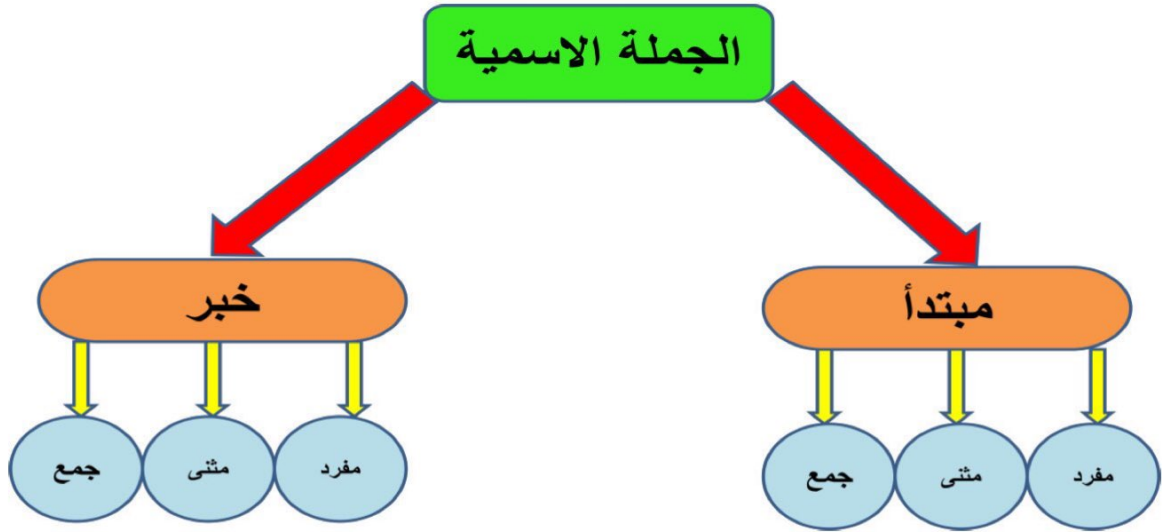 الجملة الاسمية
مبتدأ
خبر
مفرد
مثنى
جمع
مفرد
مثنى
جمع